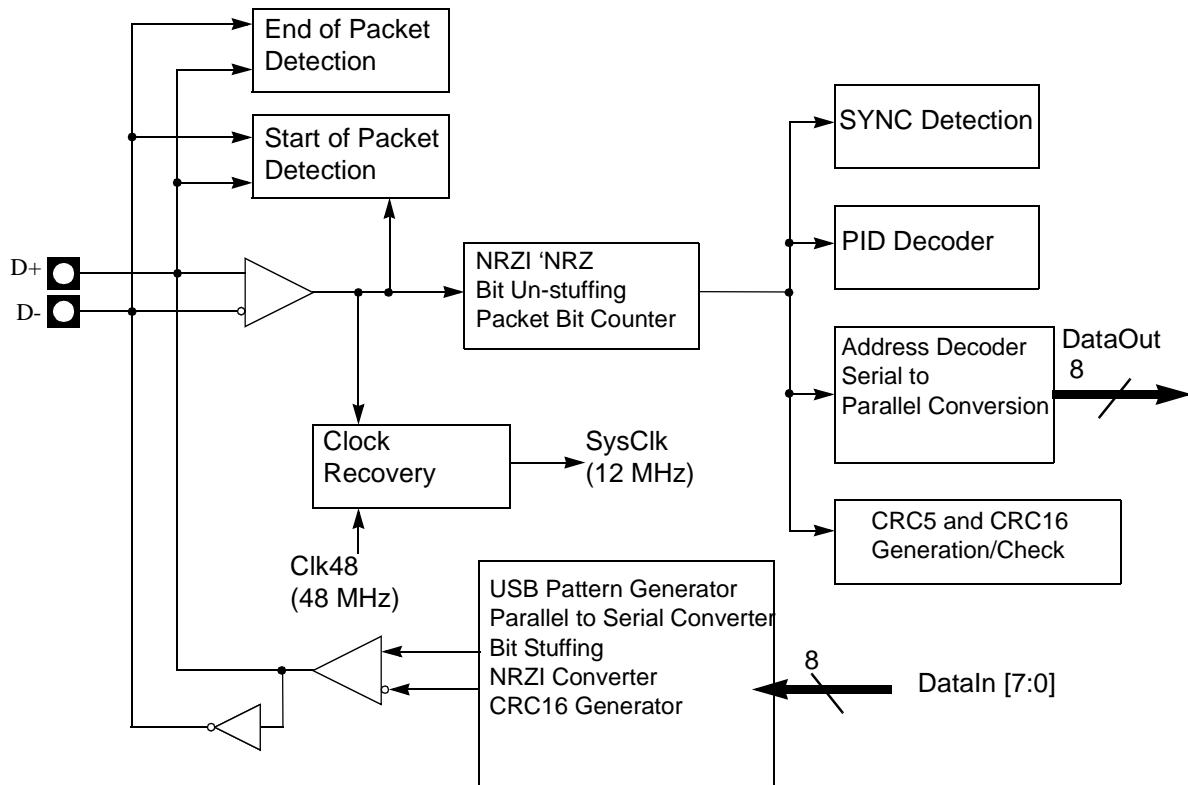 End of Packet
Detection
Start of Packet
Detection
SYNC Detection
PID Decoder
D+
D-
NRZI ‘NRZ
Bit Un-stuffing
Packet Bit Counter
Address Decoder
Serial to
Parallel Conversion
DataOut
8
Clock
Recovery
SysClk
(12 MHz)
CRC5 and CRC16
Generation/Check
Clk48
(48 MHz)
USB Pattern Generator
Parallel to Serial Converter
Bit Stuffing
NRZI Converter
CRC16 Generator
8
DataIn [7:0]